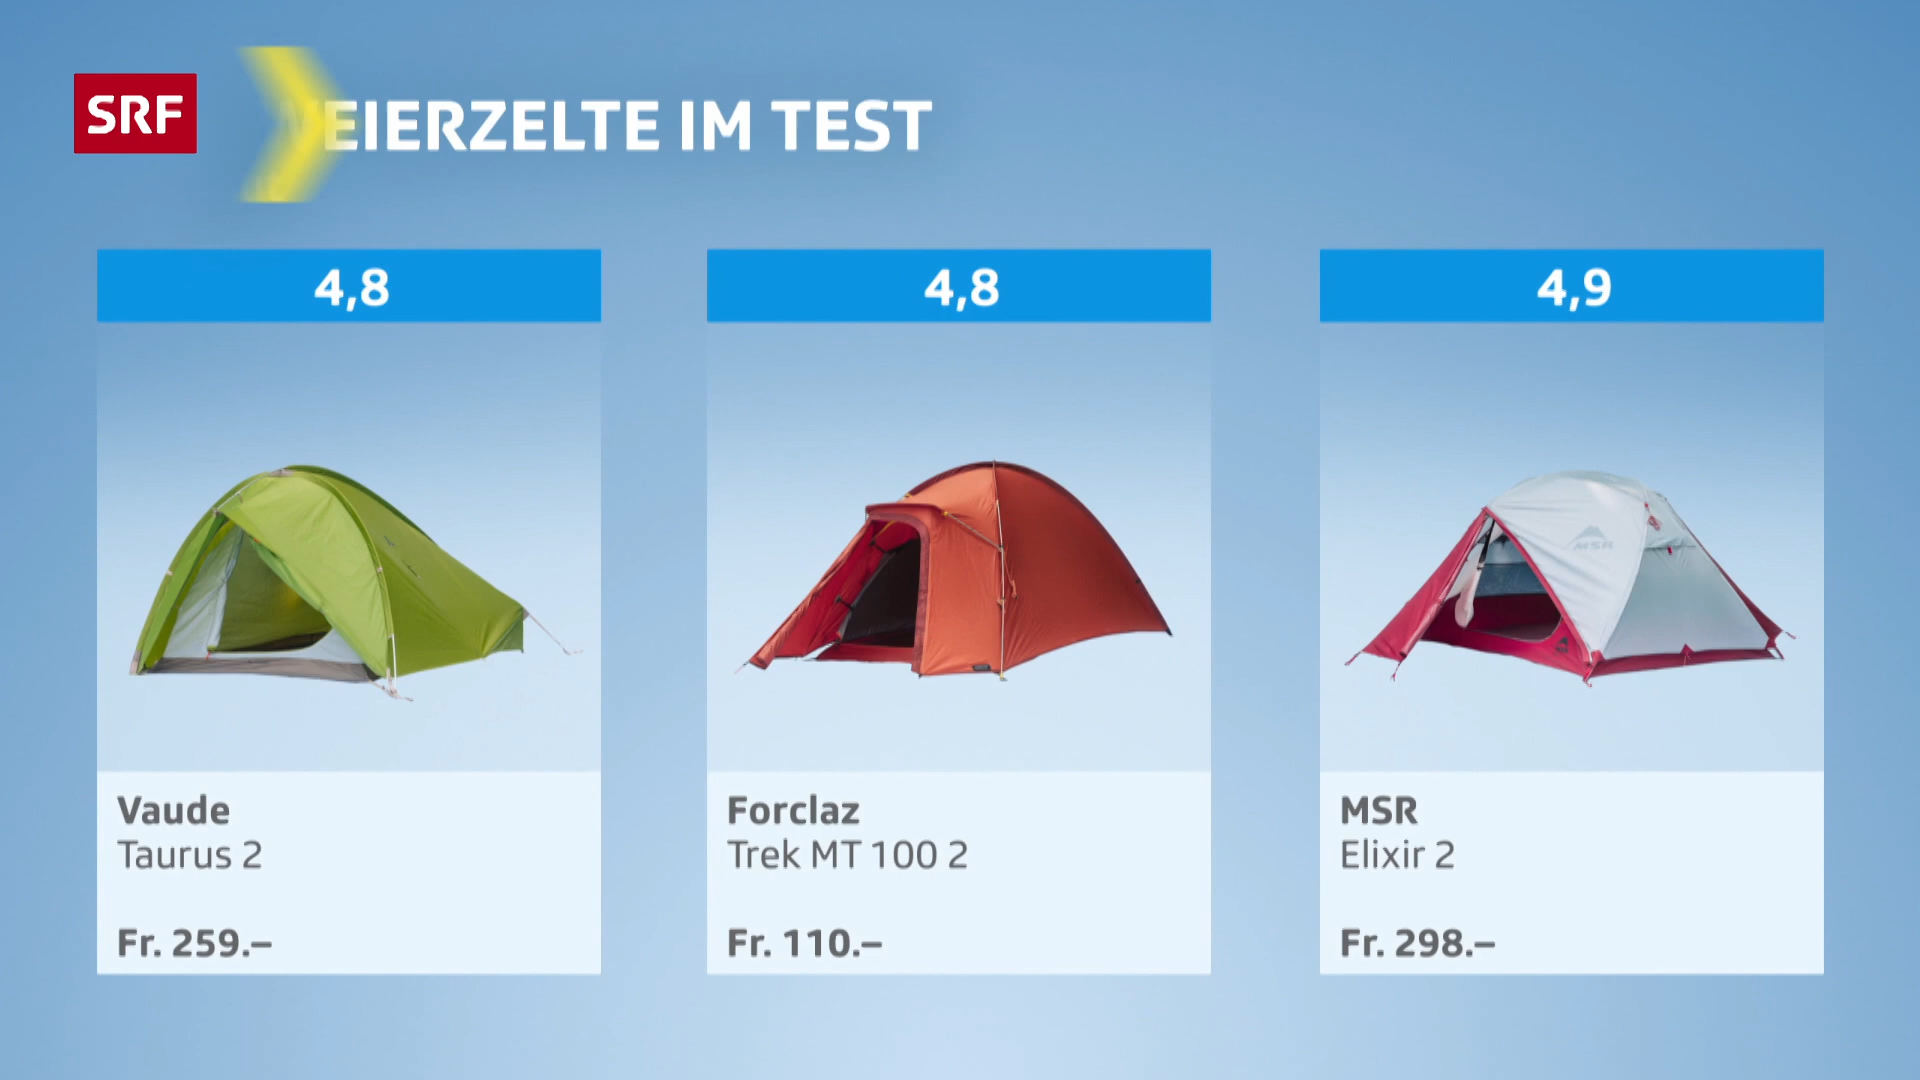 SRF
EIERZELTE IM TEST
4,8
4,8
4,9
MSR
Vaude
Taurus 2
Fr. 259.–
Forclaz
Trek MT 100 2
Fr. 110.–
MSR
Elixir 2
Fr. 298.–